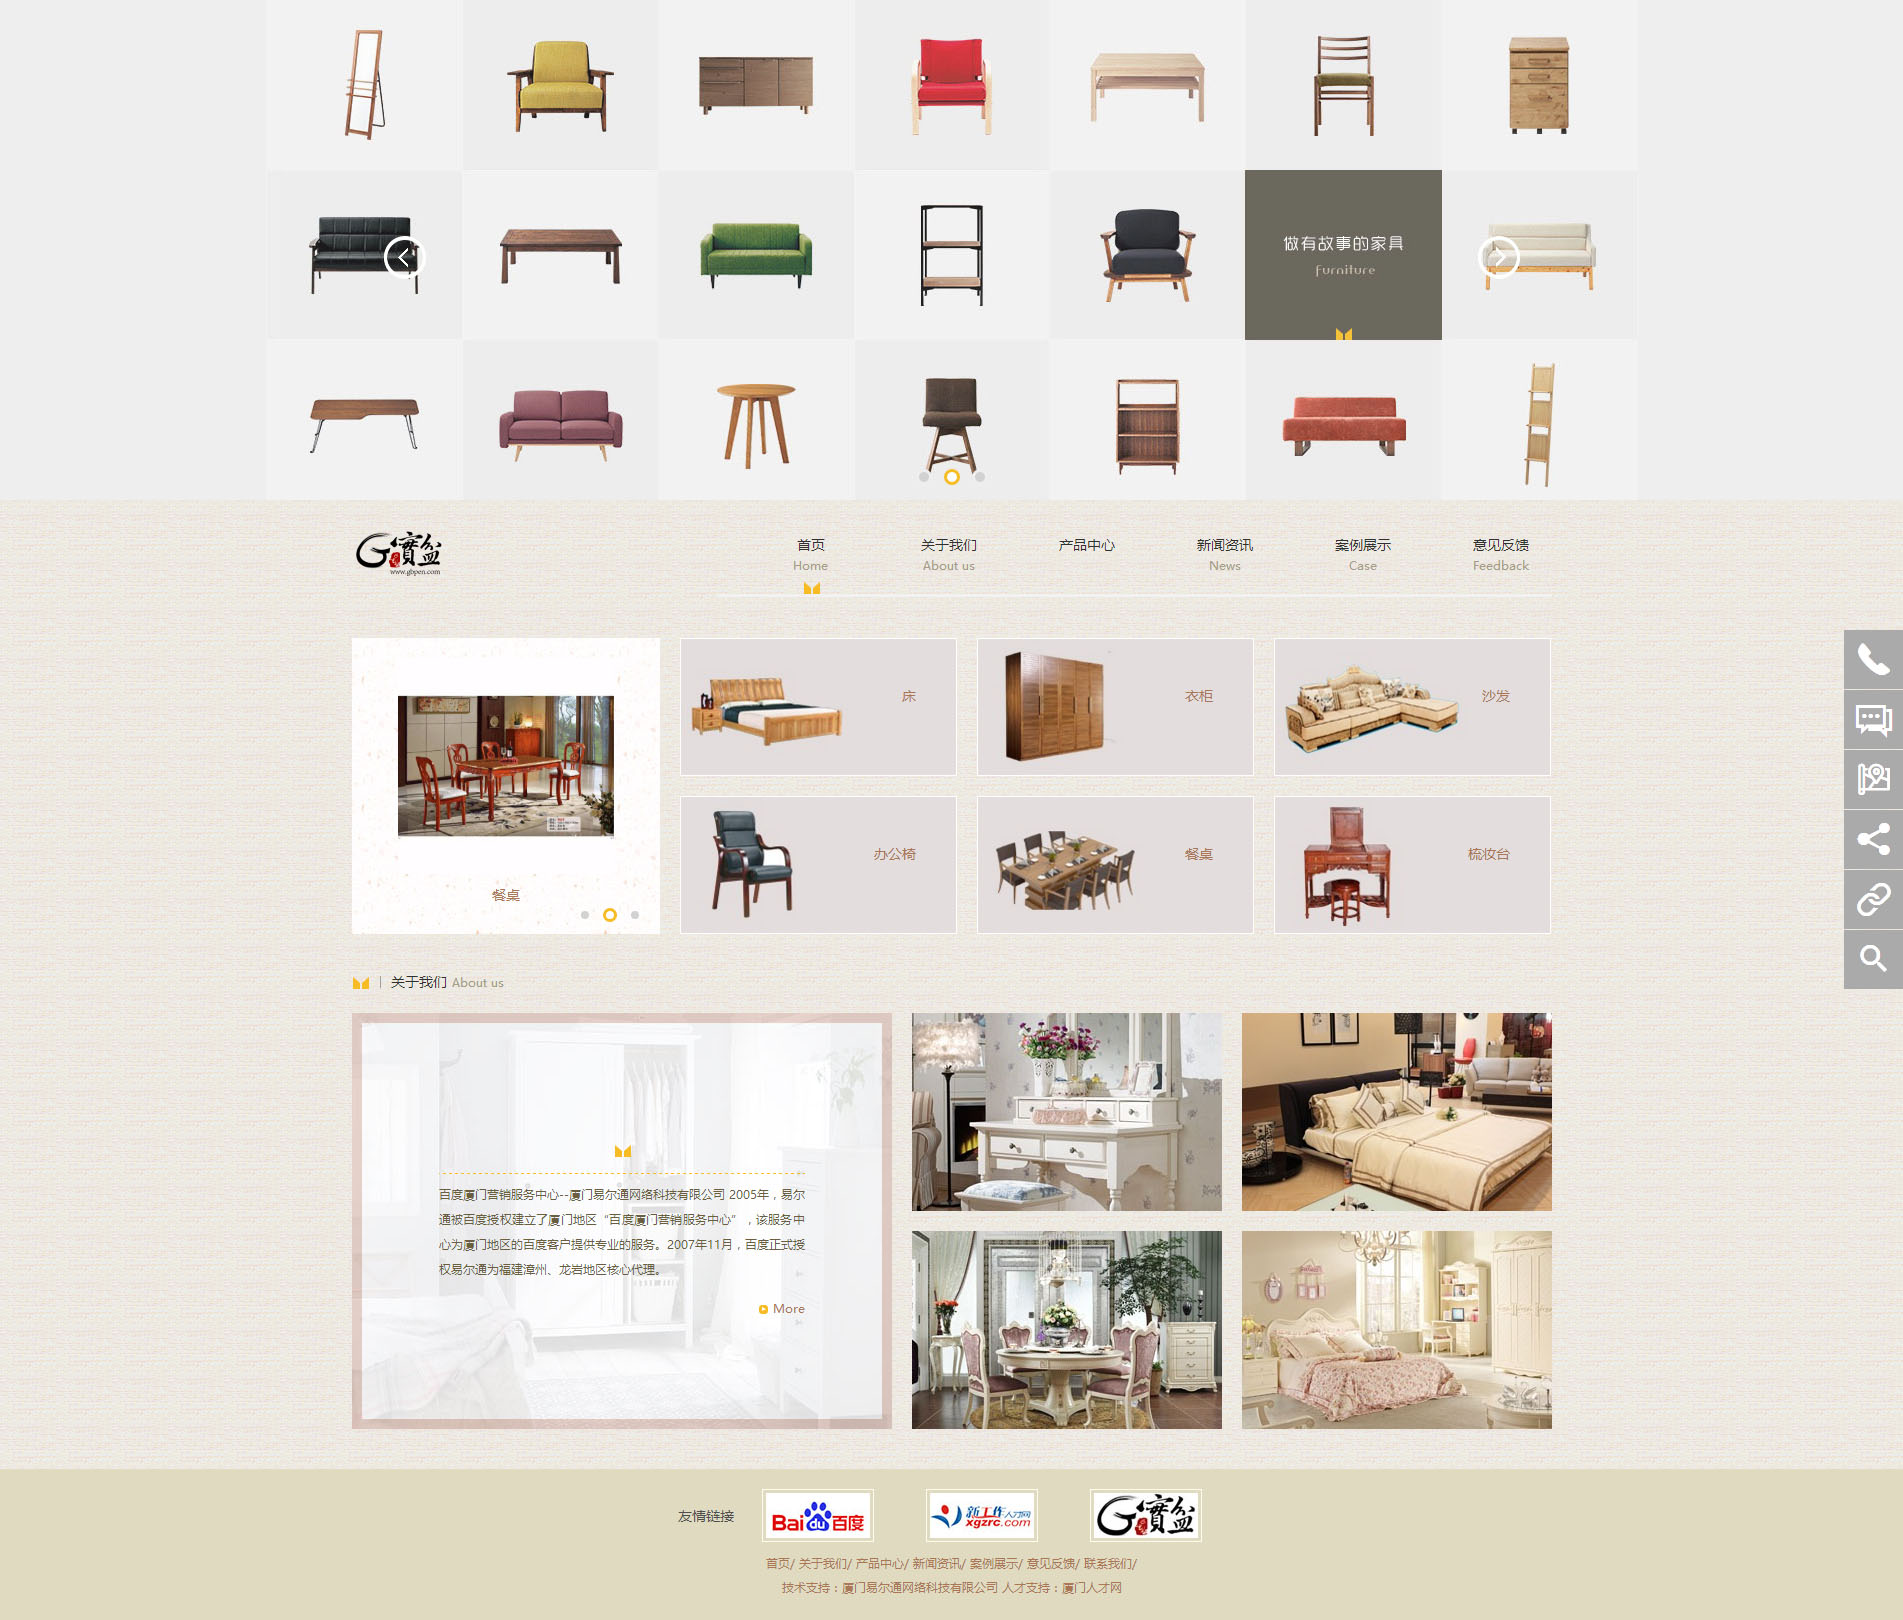 做有故事的家具
furniture
G寶盆
www.gbpen.com
首页
Home
关于我们
About us
产品中心
新闻资讯
News
案例展示
Case
意见反馈
Feedback
床
衣柜
沙发
餐桌
办公椅
餐桌
梳妆台
关于我们 About us
百度厦门营销服务中心--厦门易尔通网络科技有限公司 2005年，易尔
通被百度授权建立了厦门地区“百度厦门营销服务中心”，该服务中
心为厦门地区的百度客户提供专业的服务。2007年11月，百度正式授
权易尔通为福建漳州、龙岩地区核心代理。
More
友情链接
Bai du 百度
新工作人才网
xgzrc.com
G寶盆
首页/ 关于我们/ 产品中心/ 新闻资讯/ 案例展示/ 意见反馈/ 联系我们/
技术支持：厦门易尔通网络科技有限公司 人才支持：厦门人才网